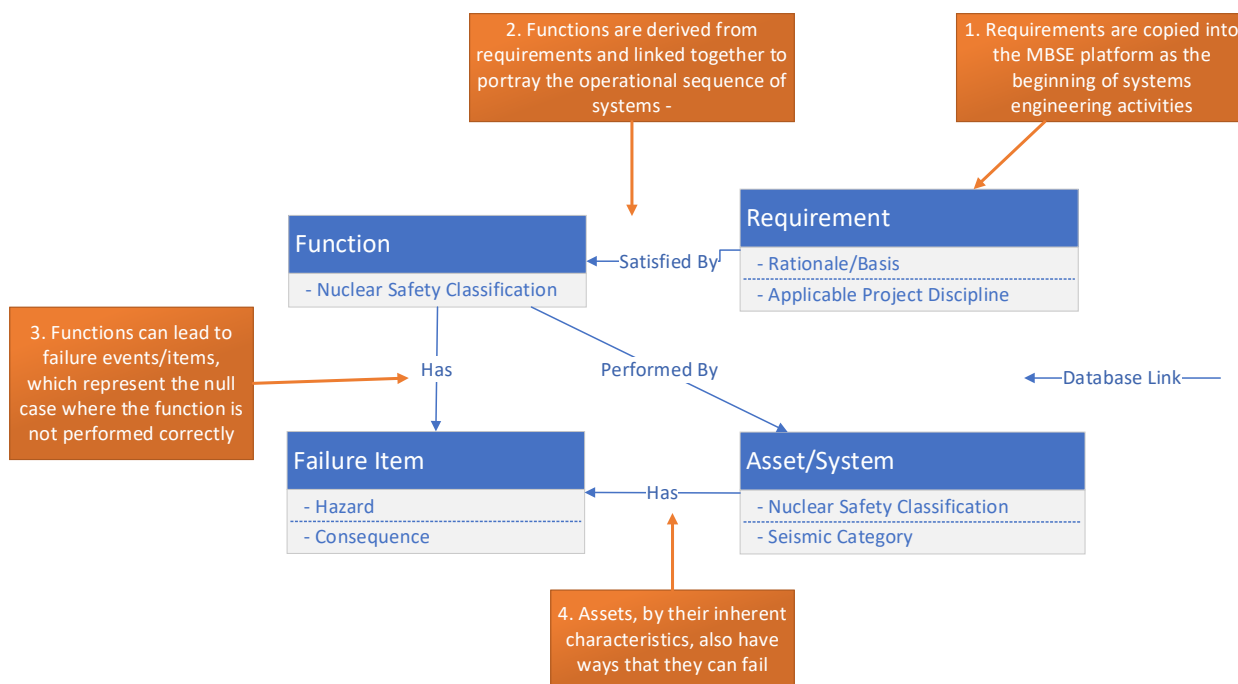 2. Functions are derived from
requirements and linked together to
portray the operational sequence of
systems -
1. Requirements are copied into
the MBSE platform as the
beginning of systems
engineering activities
Function
- Nuclear Safety Classification
Satisfied By
Requirement
- Rationale/Basis
- Applicable Project Discipline
3. Functions can lead to
failure events/items,
which represent the null
case where the function is
not performed correctly
Has
Performed By
Database Link
Failure Item
- Hazard
- Consequence
Has
Asset/System
- Nuclear Safety Classification
- Seismic Category
4. Assets, by their inherent
characteristics, also have
ways that they can fail